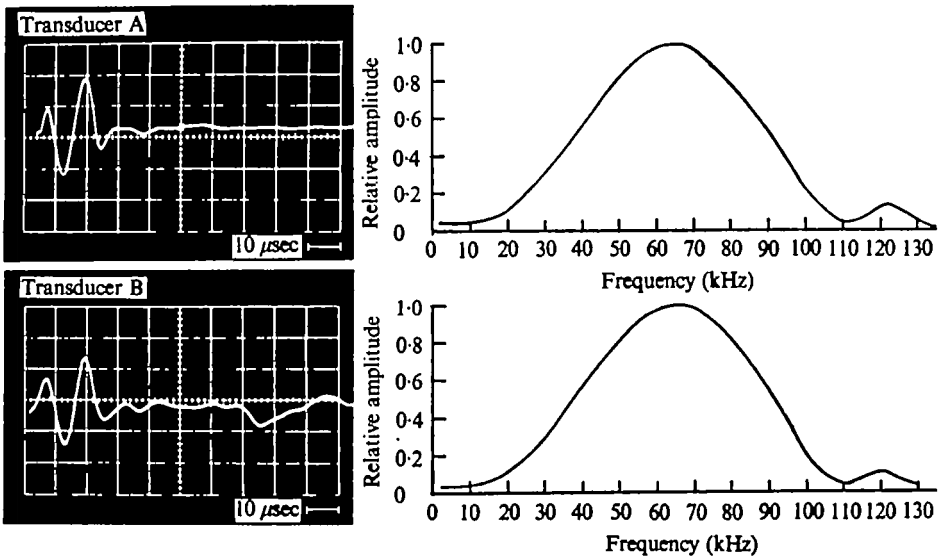 Transducer A
10 μsec
Relative amplitude
1·0
0·8
0·6
0·4
0·2
0
0 10 20 30 40 50 60 70 80 90 100 110 120 130
Frequency (kHz)
Transducer B
10 μsec
Relative amplitude
1·0
0·8
0·6
0·4
0·2
0
0 10 20 30 40 50 60 70 80 90 100 110 120 130
Frequency (kHz)